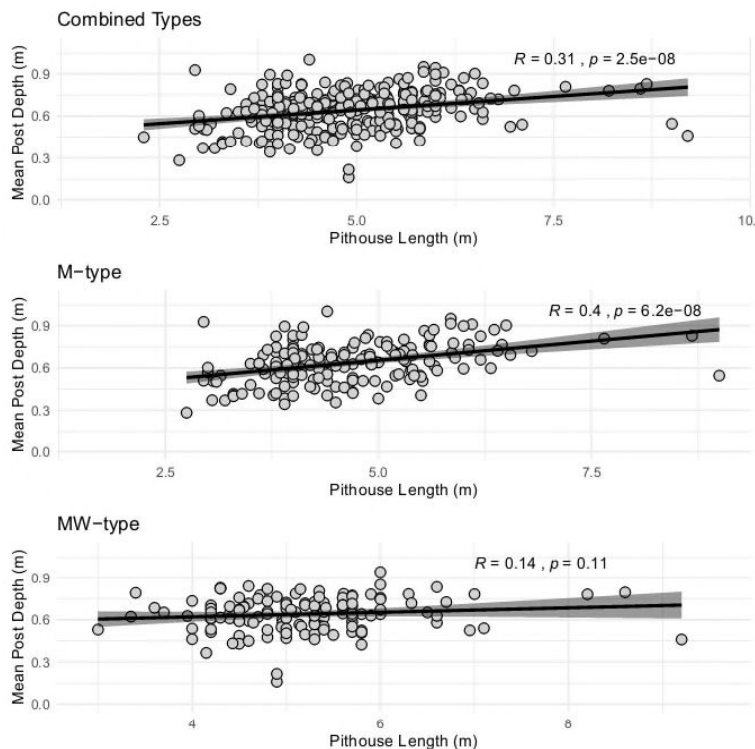 Combined Types
Mean Post Depth (m)
0.9
0.6
0.3
0.0
R = 0.31 , p = 2.5e−08
2.5
5.0
7.5
10.
Pithouse Length (m)
M−type
Mean Post Depth (m)
0.9
0.6
0.3
0.0
R = 0.4 , p = 6.2e−08
2.5
5.0
7.5
Pithouse Length (m)
MW−type
Mean Post Depth (m)
0.9
0.6
0.3
0.0
R = 0.14 , p = 0.11
4
6
8
Pithouse Length (m)